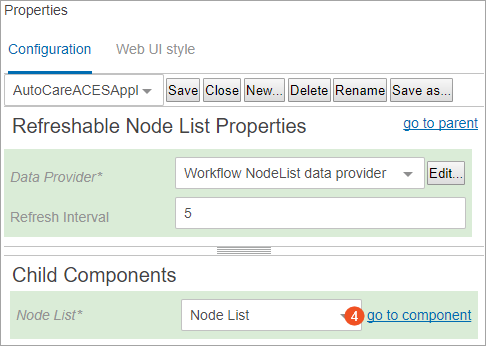 Properties
Configuration Web UI style
AutoCareACESAppl Save Close New... Delete Rename Save as...
Refreshable Node List Properties go to parent
Data Provider* Workflow NodeList data provider Edit...
Refresh Interval 5
Child Components
Node List* Node List 4 go to component